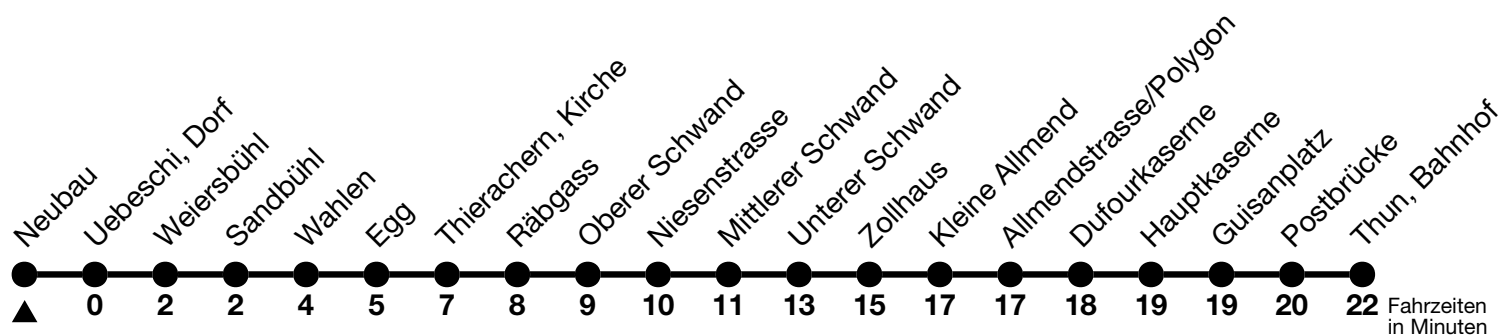 Neubau
Uebeschi, Dorf
Weiersbühl
Sandbühl
Wahlen
Egg
Thierachern, Kirche
Räbgass
Oberer Schwand
Niesenstrasse
Mittlerer Schwand
Unterer Schwand
Zollhaus
Kleine Allmend
Allmendstrasse/Polygon
Dufourkaserne
Hauptkaserne
Guisanplatz
Postbrücke
Thun, Bahnhof
0 2 2 4 5 7 8 9 10 11 13 15 17 17 18 19 19 20 22 Fahrzeiten
in Minuten